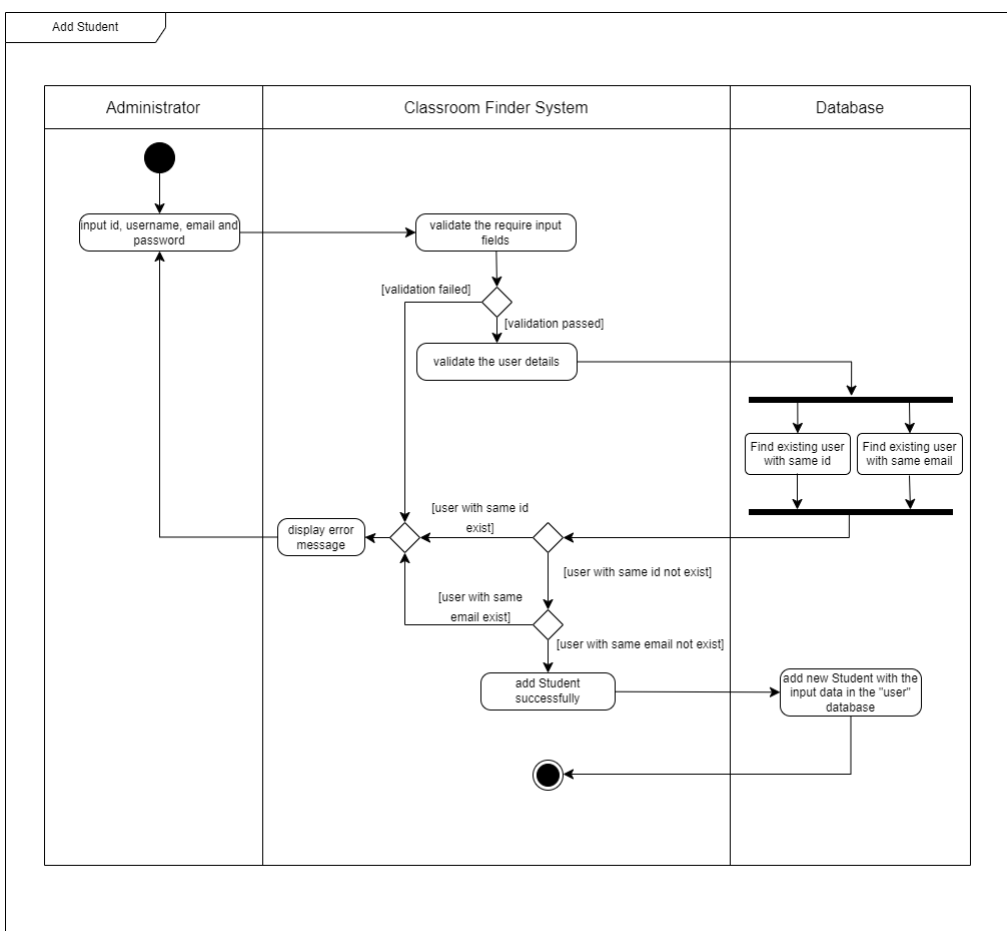 Add Student
Administrator
Classroom Finder System
Database
input id, username, email and
password
validate the require input
fields
[validation failed]
[validation passed]
validate the user details
Find existing user
with same id
Find existing user
with same email
[user with same id
exist]
display error
message
[user with same id not exist]
[user with same
email exist]
[user with same email not exist]
add Student
successfully
add new Student with the
input data in the "user"
database